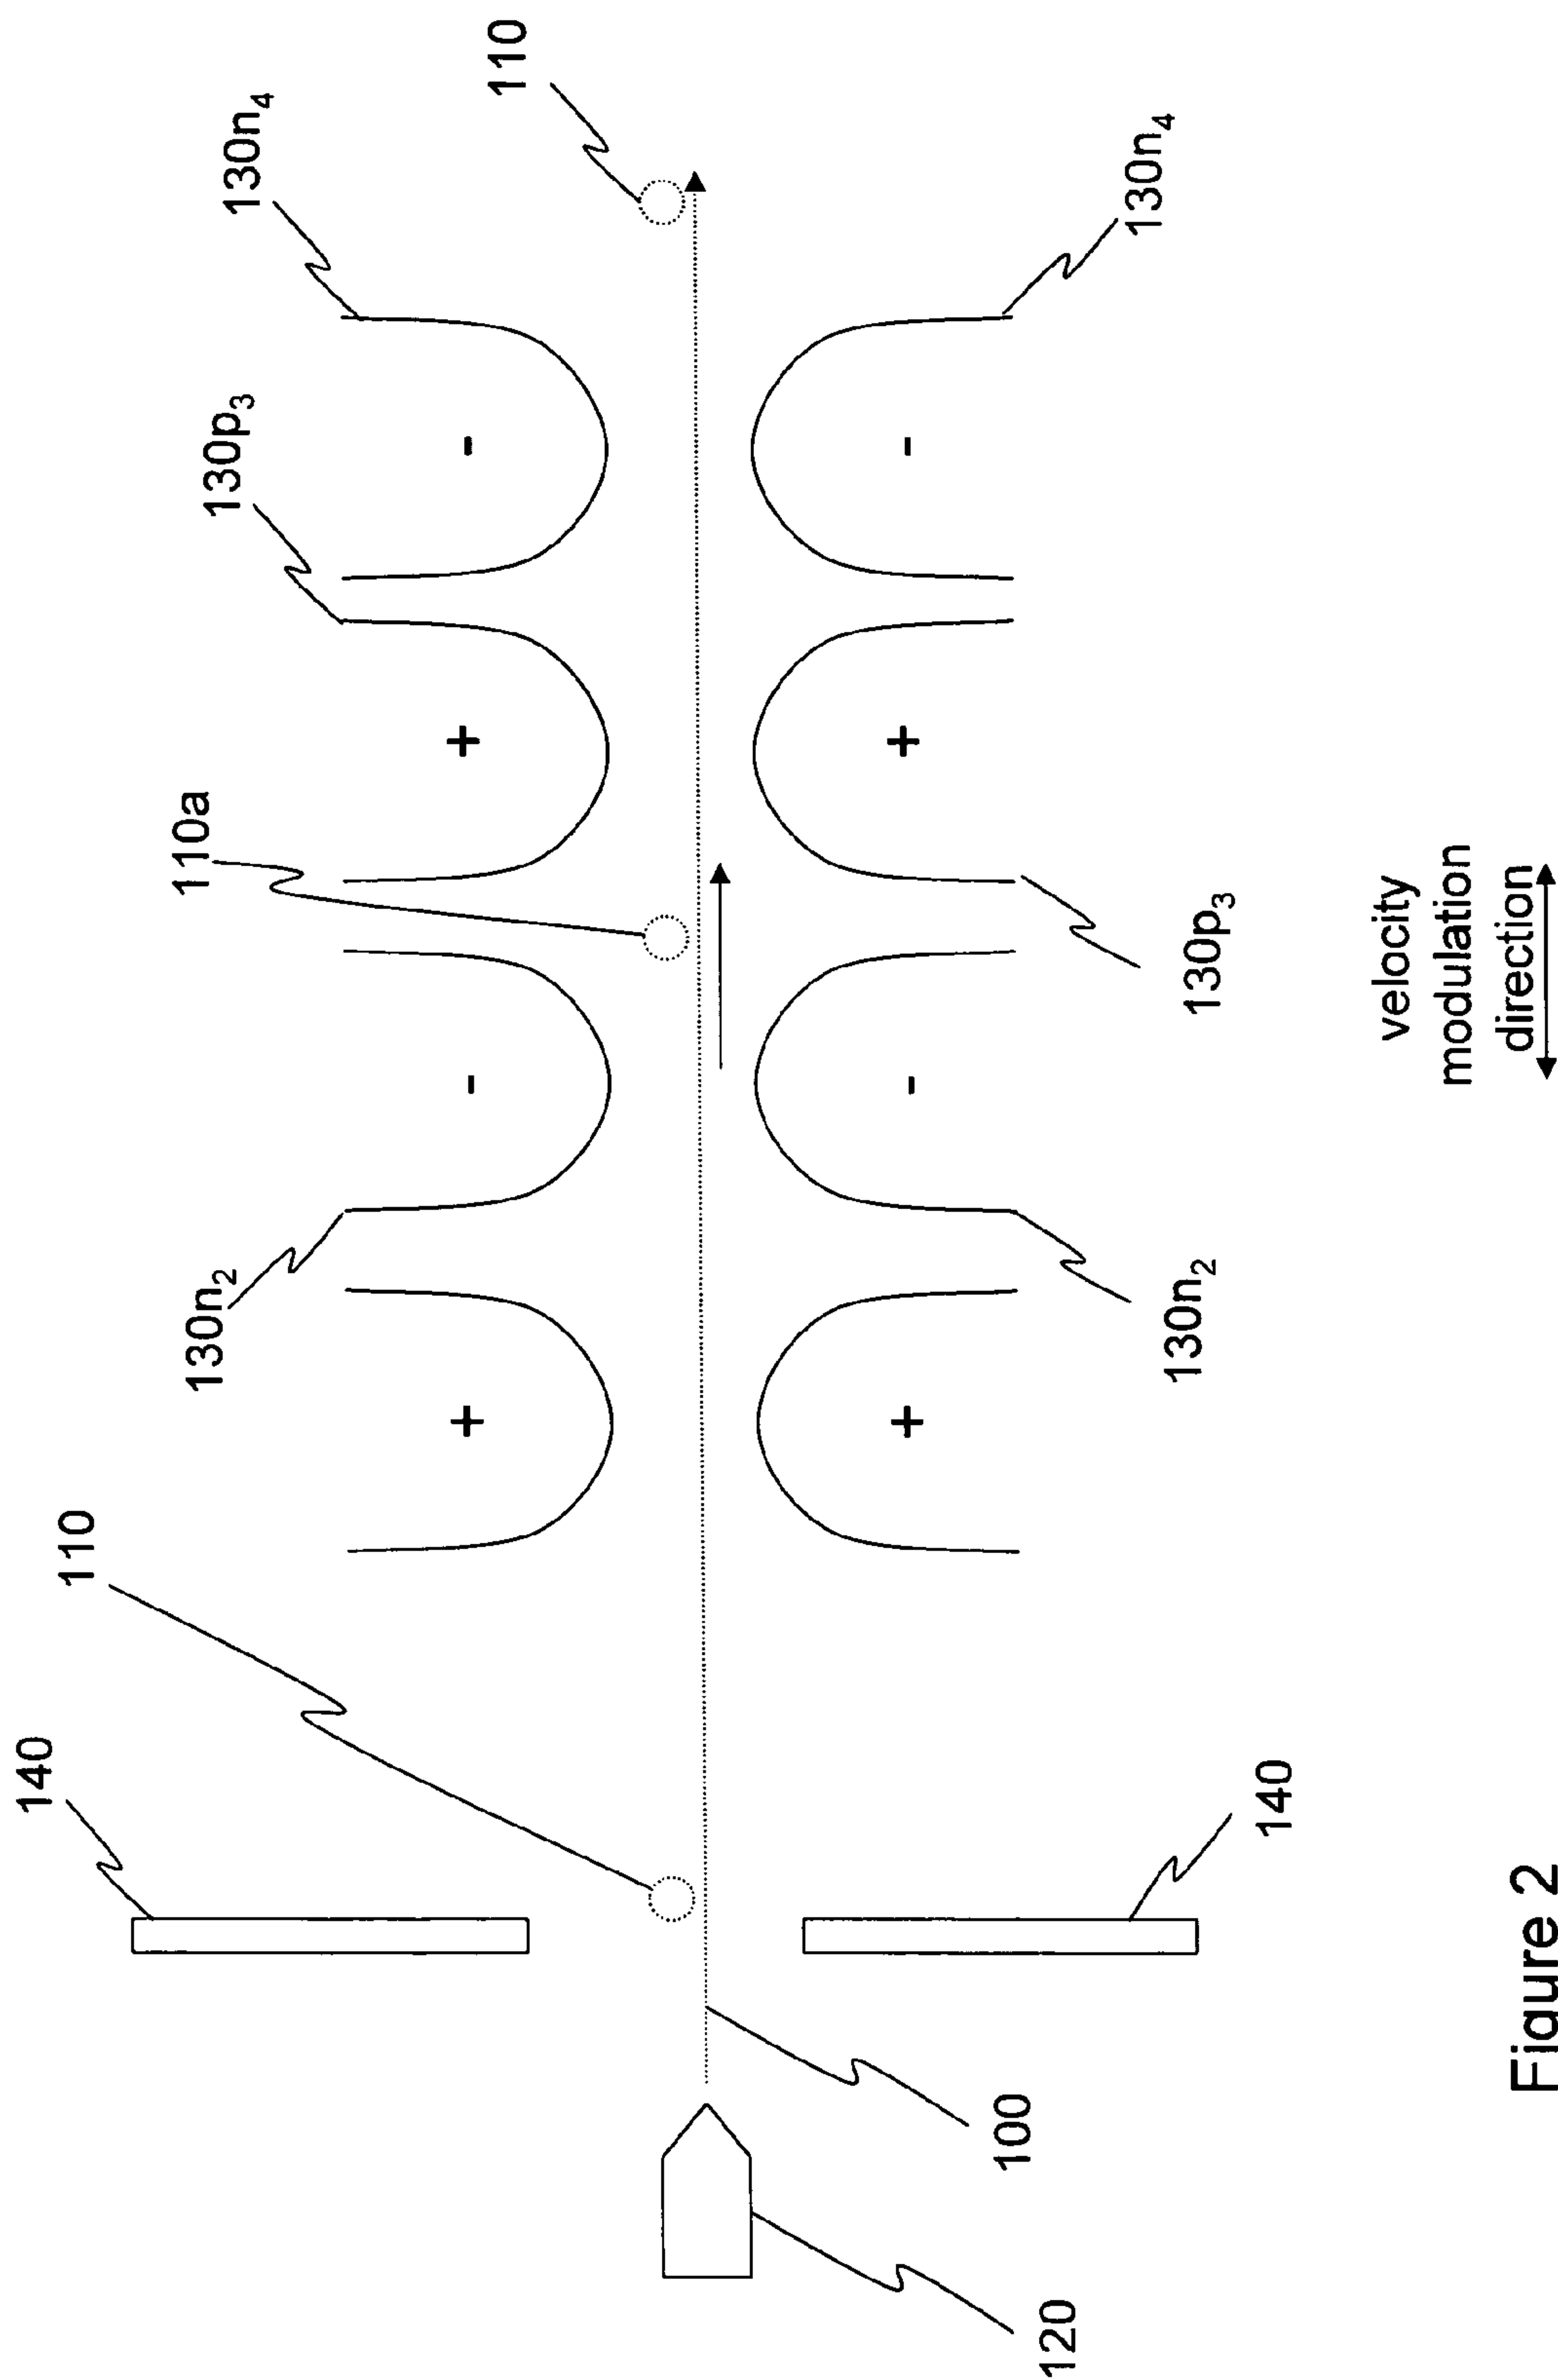 140
110
130n₂
110a
130p₃
130n₄
110
+
-
+
-
+
-
+
-
120
100
140
130n₂
130p₃
130n₄
velocity
modulation
direction
Figure 2